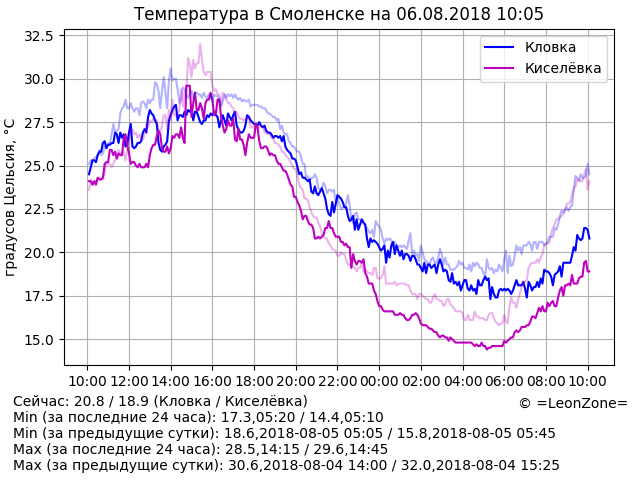 Температура в Смоленске на 06.08.2018 10:05
Кловка
Киселёвка
градусов Цельсия, °C
32.5
30.0
27.5
25.0
22.5
20.0
17.5
15.0
10:00 12:00 14:00 16:00 18:00 20:00 22:00 00:00 02:00 04:00 06:00 08:00 10:00
Сейчас: 20.8 / 18.9 (Кловка / Киселёвка)
© =LeonZone=
Min (за последние 24 часа): 17.3,05:20 / 14.4,05:10
Min (за предыдущие сутки): 18.6,2018-08-05 05:05 / 15.8,2018-08-05 05:45
Max (за последние 24 часа): 28.5,14:15 / 29.6,14:45
Max (за предыдущие сутки): 30.6,2018-08-04 14:00 / 32.0,2018-08-04 15:25